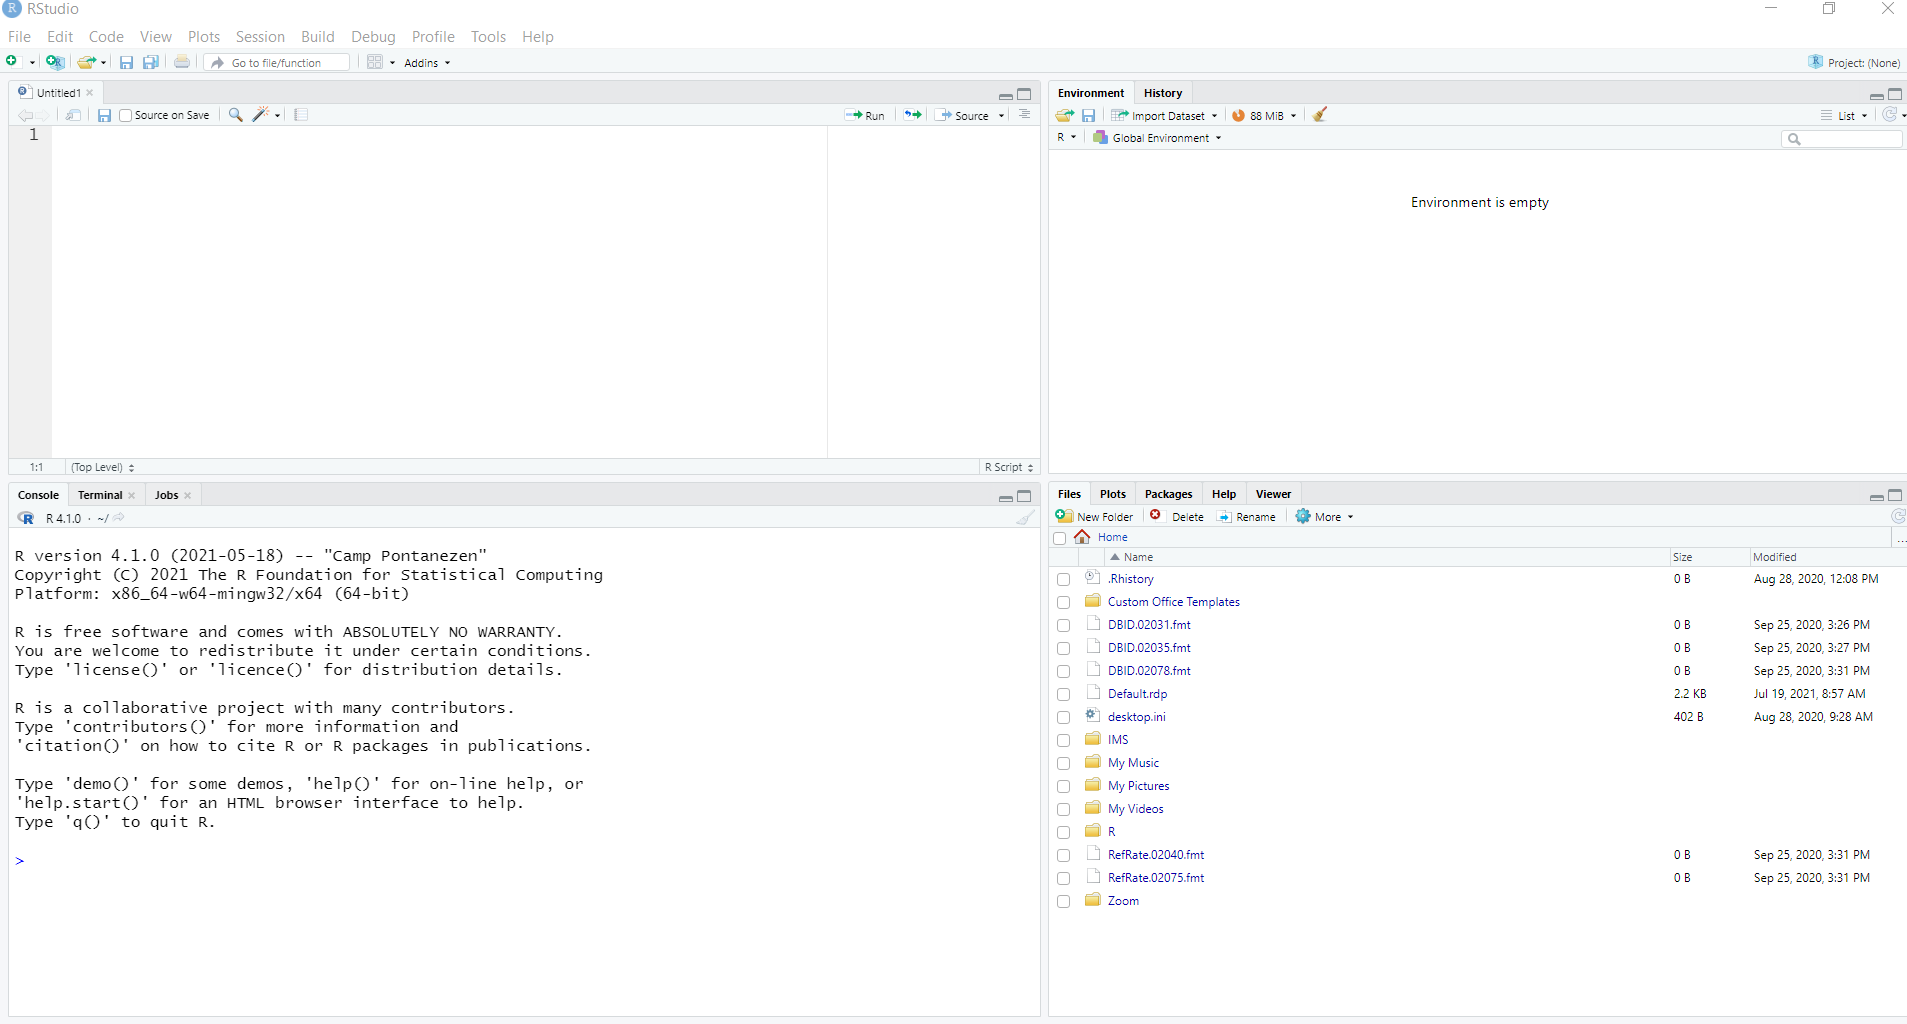 RStudio
File Edit Code View Plots Session Build Debug Profile Tools Help
Go to file/function Addins Project: (None)
Untitled1
Source on Save Run Source
1
1:1 (Top Level) R Script
Console Terminal Jobs
R 4.1.0 · ~/
R version 4.1.0 (2021-05-18) -- "Camp Pontanezen"
Copyright (C) 2021 The R Foundation for Statistical Computing
Platform: x86_64-w64-mingw32/x64 (64-bit)
R is free software and comes with ABSOLUTELY NO WARRANTY.
You are welcome to redistribute it under certain conditions.
Type 'license()' or 'licence()' for distribution details.
R is a collaborative project with many contributors.
Type 'contributors()' for more information and
'citation()' on how to cite R or R packages in publications.
Type 'demo()' for some demos, 'help()' for on-line help, or
'help.start()' for an HTML browser interface to help.
Type 'q()' to quit R.
>
Environment History
Import Dataset 88 MiB List
R Global Environment
Environment is empty
Files Plots Packages Help Viewer
New Folder Delete Rename More
Home ...
Name Size Modified
.Rhistory 0 B Aug 28, 2020, 12:08 PM
Custom Office Templates
DBID.02031.fmt 0 B Sep 25, 2020, 3:26 PM
DBID.02035.fmt 0 B Sep 25, 2020, 3:27 PM
DBID.02078.fmt 0 B Sep 25, 2020, 3:31 PM
Default.rdp 2.2 KB Jul 19, 2021, 8:57 AM
desktop.ini 402 B Aug 28, 2020, 9:28 AM
IMS
My Music
My Pictures
My Videos
R
RefRate.02040.fmt 0 B Sep 25, 2020, 3:31 PM
RefRate.02075.fmt 0 B Sep 25, 2020, 3:31 PM
Zoom